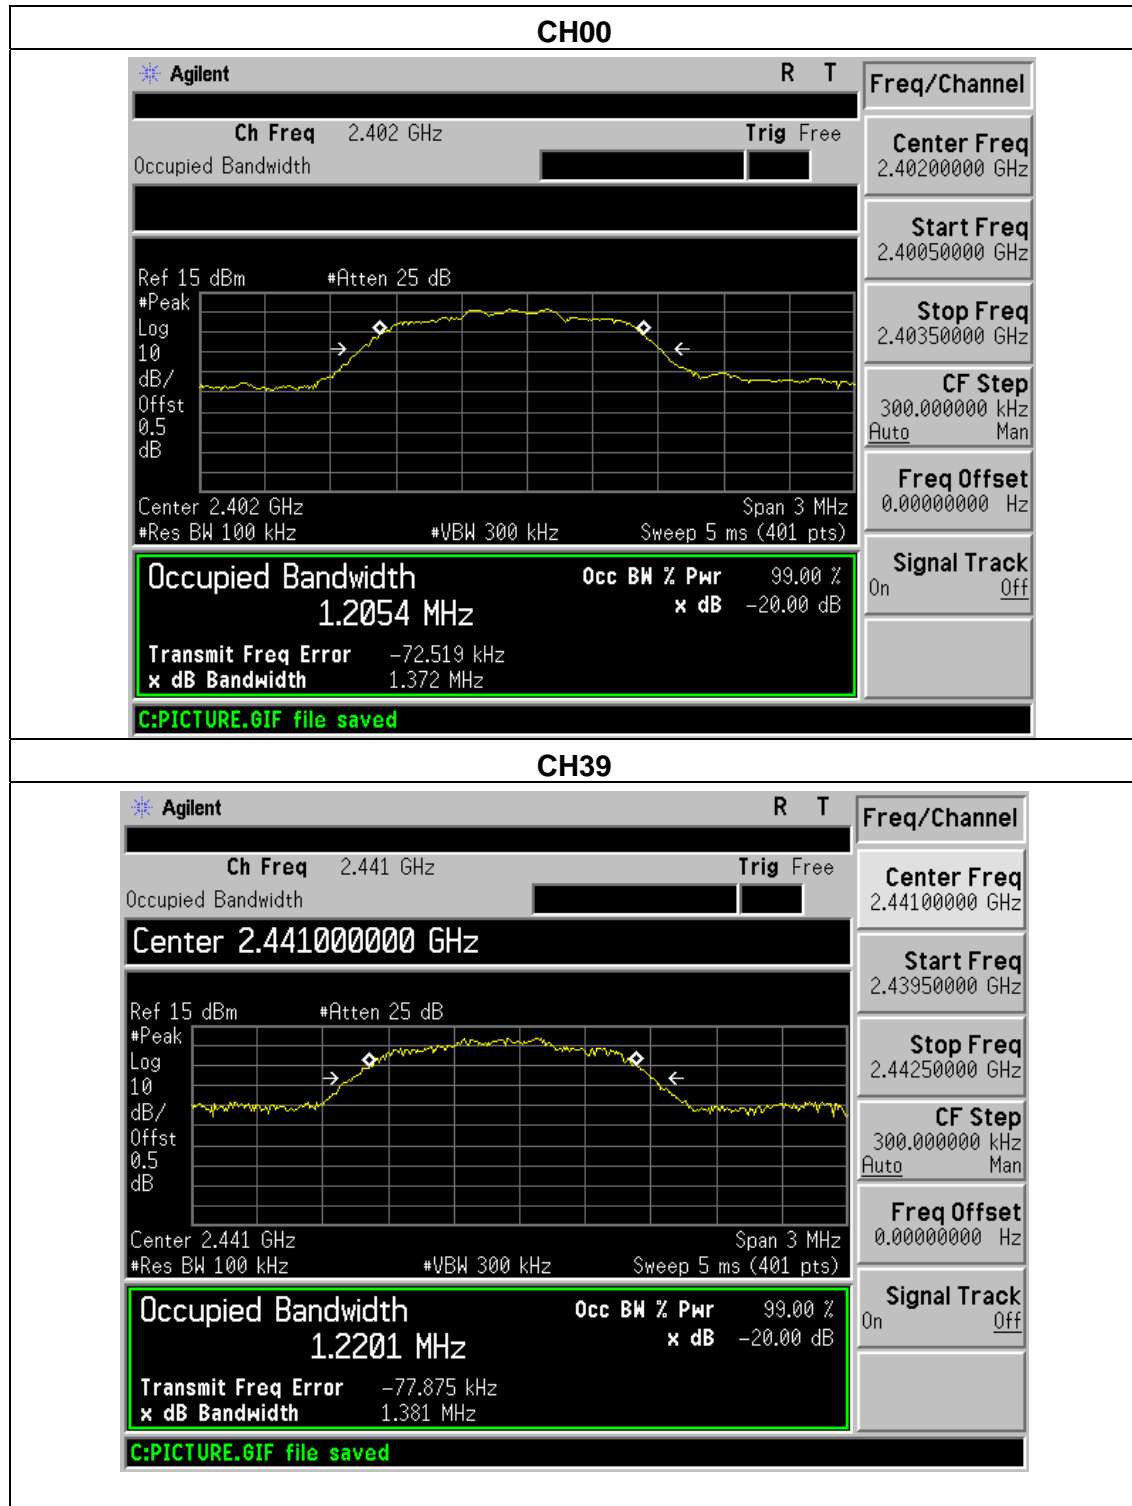 CH00
Agilent R T
Freq/Channel
Ch Freq 2.402 GHz Trig Free
Occupied Bandwidth
Center Freq
2.40200000 GHz
Start Freq
2.40050000 GHz
Stop Freq
2.40350000 GHz
CF Step
300.000000 kHz
Auto Man
Freq Offset
0.00000000 Hz
Signal Track
On Off
Ref 15 dBm #Atten 25 dB
#Peak
Log
10
dB/
Offst
0.5
dB
Center 2.402 GHz Span 3 MHz
#Res BW 100 kHz #VBW 300 kHz Sweep 5 ms (401 pts)
Occupied Bandwidth Occ BW % Pwr 99.00 %
1.2054 MHz x dB -20.00 dB
Transmit Freq Error -72.519 kHz
x dB Bandwidth 1.372 MHz
C:PICTURE.GIF file saved
CH39
Agilent R T
Freq/Channel
Ch Freq 2.441 GHz Trig Free
Occupied Bandwidth
Center 2.441000000 GHz
Center Freq
2.44100000 GHz
Start Freq
2.43950000 GHz
Stop Freq
2.44250000 GHz
CF Step
300.000000 kHz
Auto Man
Freq Offset
0.00000000 Hz
Signal Track
On Off
Ref 15 dBm #Atten 25 dB
#Peak
Log
10
dB/
Offst
0.5
dB
Center 2.441 GHz Span 3 MHz
#Res BW 100 kHz #VBW 300 kHz Sweep 5 ms (401 pts)
Occupied Bandwidth Occ BW % Pwr 99.00 %
1.2201 MHz x dB -20.00 dB
Transmit Freq Error -77.875 kHz
x dB Bandwidth 1.381 MHz
C:PICTURE.GIF file saved